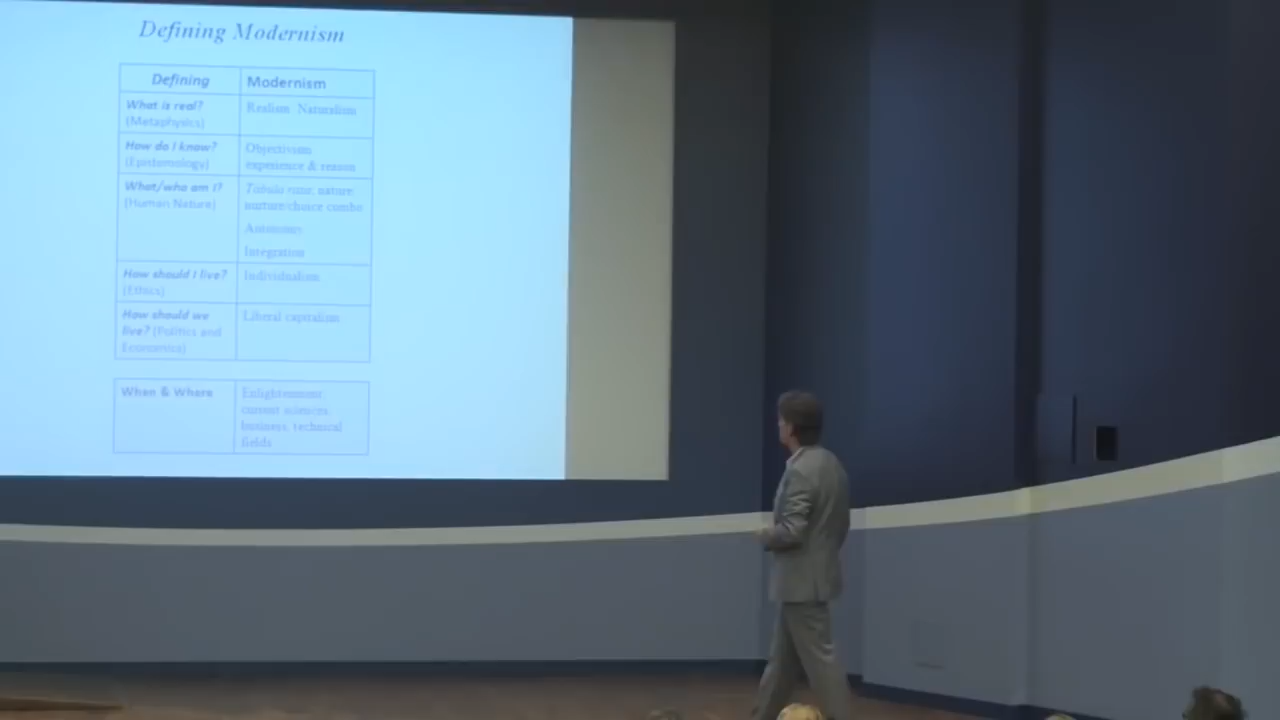 Defining Modernism
Defining
Modernism
What is real?
(Metaphysics)
Realism Naturalism
How do I know?
(Epistemology)
Objectivism:
experience & reason
What/who am I?
(Human Nature)
Tabula rasa, nature/
nurture/choice combo
Autonomy
Integration
How should I live?
(Ethics)
Individualism
How should we
live? (Politics and
Economics)
Liberal capitalism
When & Where
Enlightenment;
current sciences,
business, technical
fields